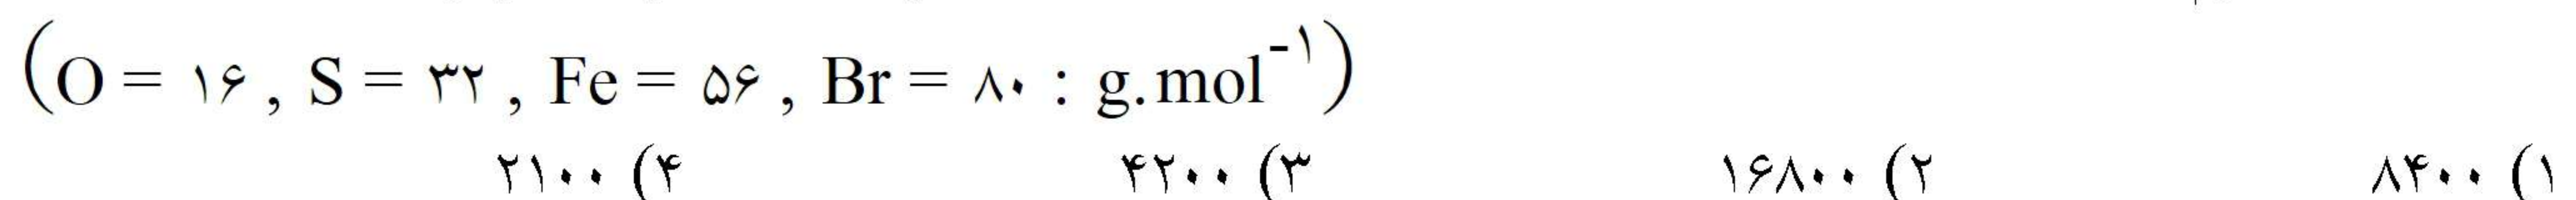 (O = ۱۶ , S = ۳۲ , Fe = ۵۶ , Br = ۸۰ : g.mol⁻¹)
۱) ۸۴۰۰ ۲) ۱۶۸۰۰ ۳) ۴۲۰۰ ۴) ۲۱۰۰